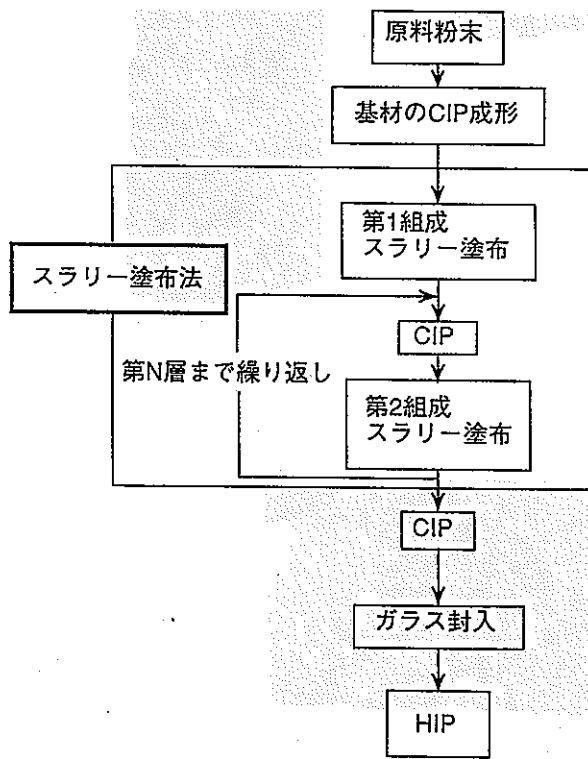 原料粉末
基材のCIP成形
第1組成
スラリー塗布
スラリー塗布法
CIP
第N層まで繰り返し
第2組成
スラリー塗布
CIP
ガラス封入
HIP